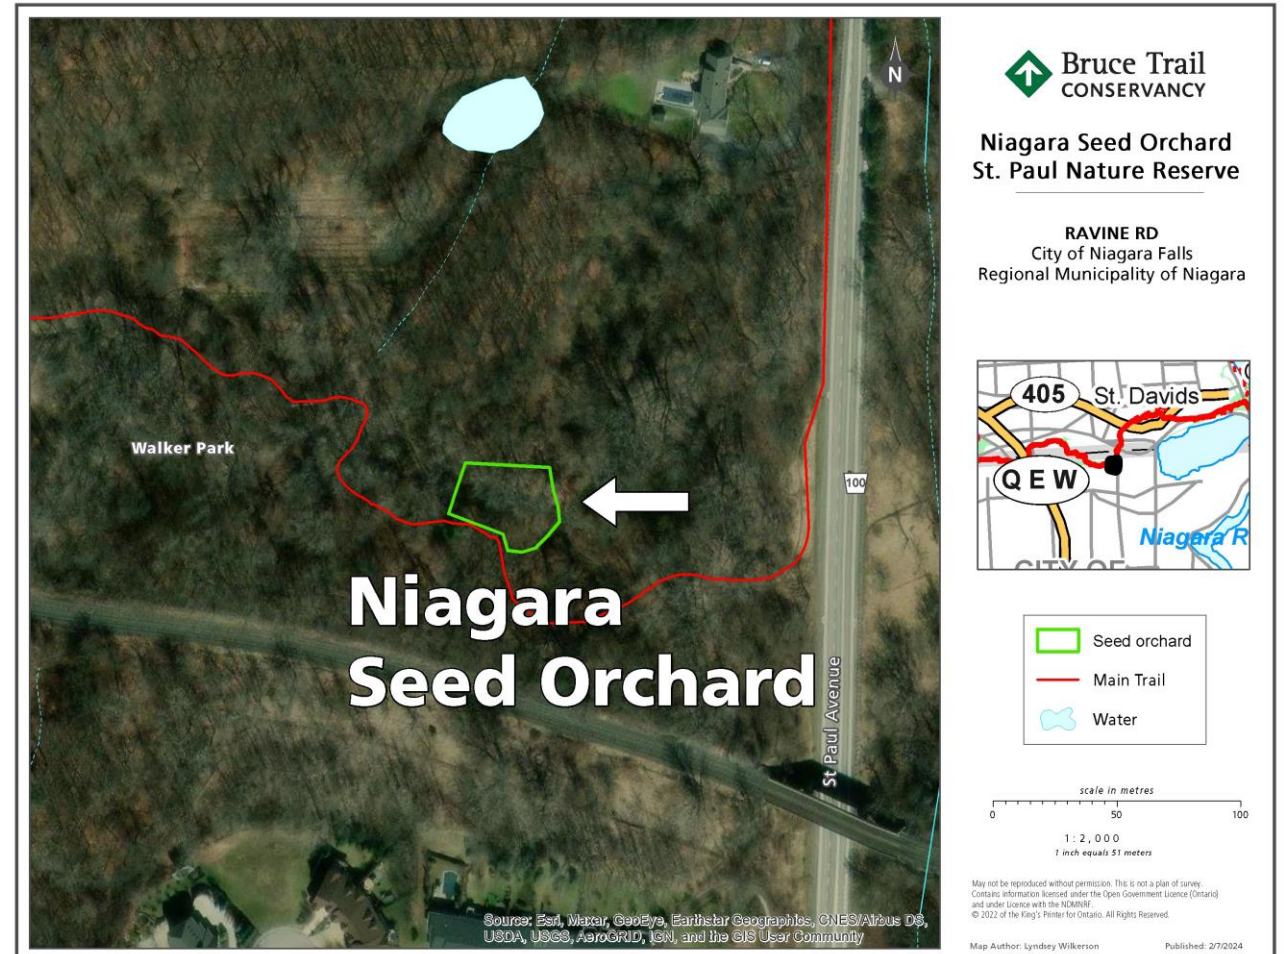 N
Walker Park
100
Niagara
Seed Orchard
St Paul Avenue
Source: Esri, Maxar, GeoEye, Earthstar Geographics, CNES/Airbus DS,
USDA, USGS, AeroGRID, IGN, and the GIS User Community
Bruce Trail
CONSERVANCY
Niagara Seed Orchard
St. Paul Nature Reserve
RAVINE RD
City of Niagara Falls
Regional Municipality of Niagara
405
St. Davids
QEW
Niagara R
CITY OF
Seed orchard
Main Trail
Water
scale in metres
0 50 100
1:2,000
1 inch equals 51 meters
May not be reproduced without permission. This is not a plan of survey.
Contains information licensed under the Open Government Licence (Ontario)
and under Licence with the NDMNRF.
© 2022 of the King's Printer for Ontario. All Rights Reserved.
Map Author: Lyndsey Wilkerson Published: 2/7/2024